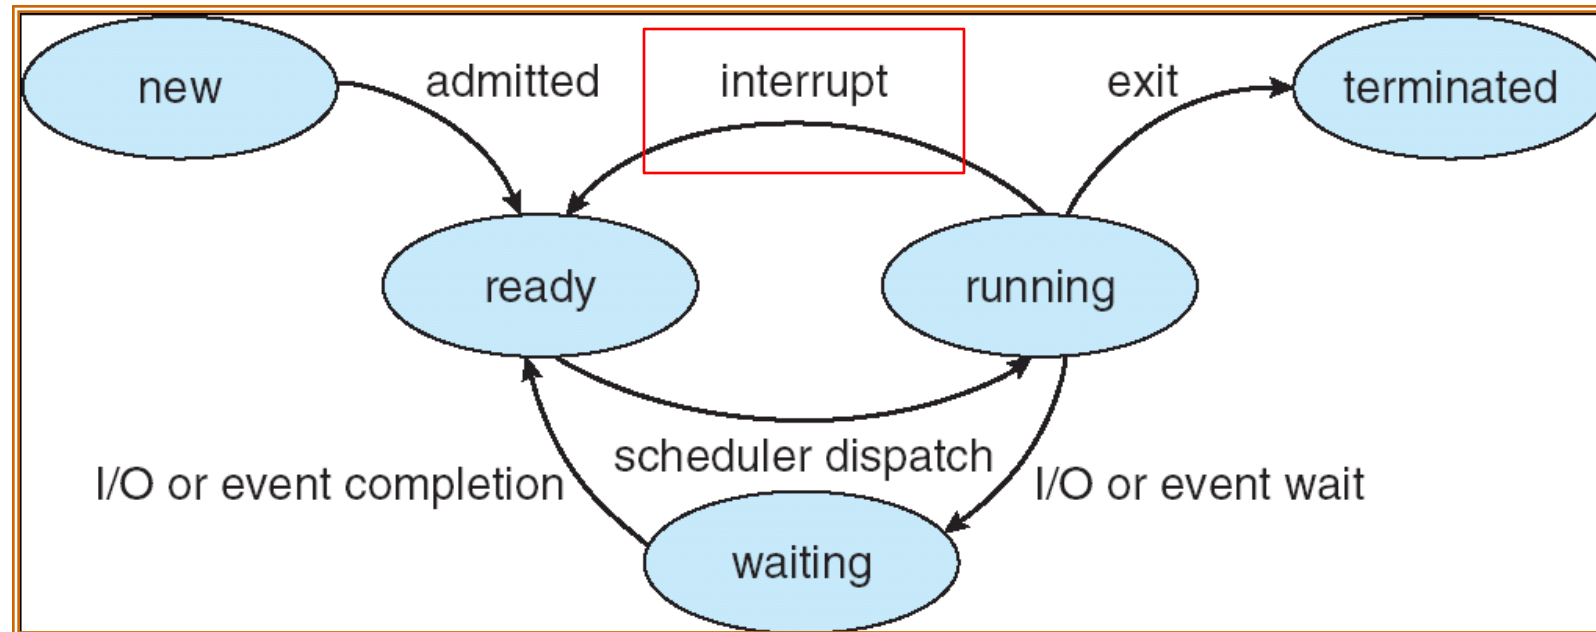 new
admitted
interrupt
exit
terminated
ready
running
scheduler dispatch
I/O or event completion
I/O or event wait
waiting